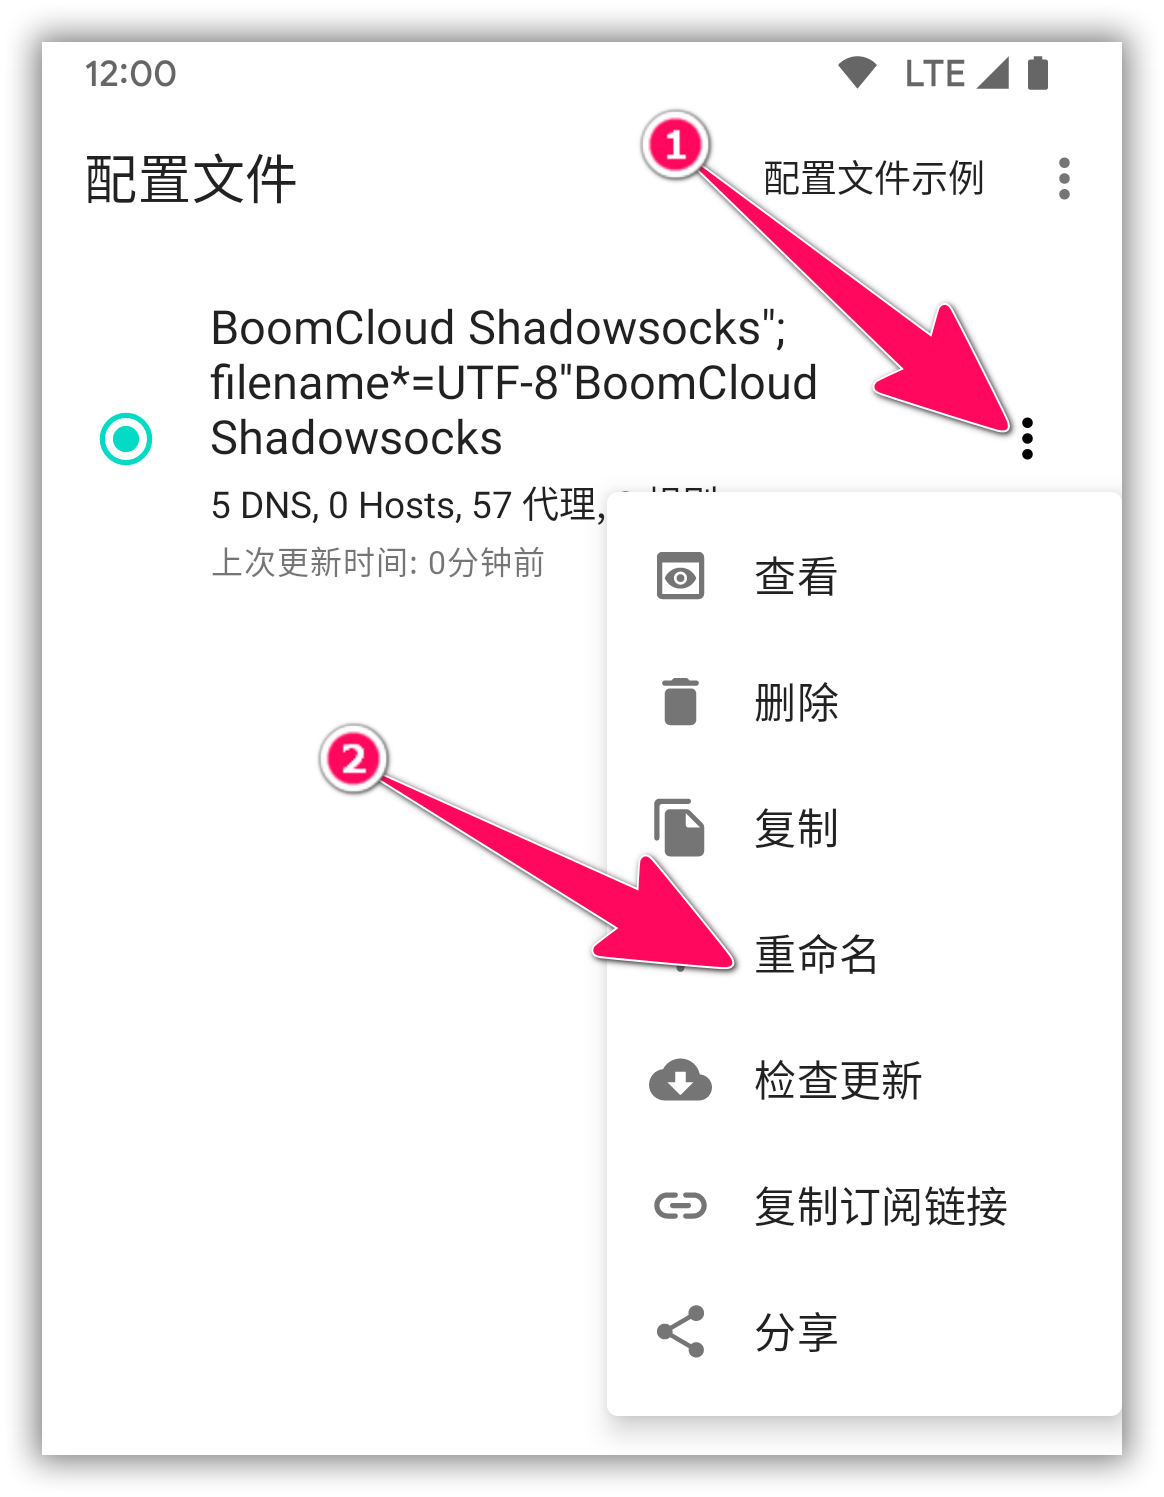 12:00
LTE
配置文件
配置文件示例
1
BoomCloud Shadowsocks";
filename*=UTF-8"BoomCloud
Shadowsocks
5 DNS, 0 Hosts, 57 代理,
上次更新时间: 0分钟前
查看
删除
2
复制
重命名
检查更新
复制订阅链接
分享